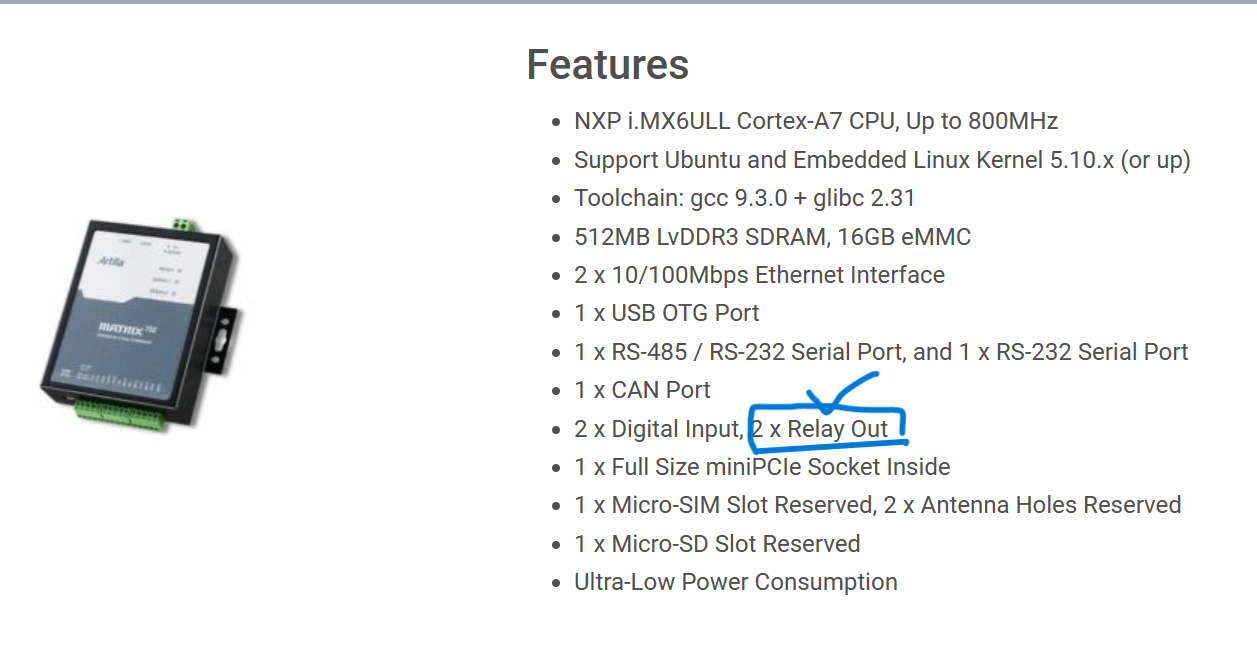 Features
NXP i.MX6ULL Cortex-A7 CPU, Up to 800MHz
Support Ubuntu and Embedded Linux Kernel 5.10.x (or up)
Toolchain: gcc 9.3.0 + glibc 2.31
512MB LvDDR3 SDRAM, 16GB eMMC
2 x 10/100Mbps Ethernet Interface
1 x USB OTG Port
1 x RS-485 / RS-232 Serial Port, and 1 x RS-232 Serial Port
1 x CAN Port
2 x Digital Input, 2 x Relay Out
1 x Full Size miniPCIe Socket Inside
1 x Micro-SIM Slot Reserved, 2 x Antenna Holes Reserved
1 x Micro-SD Slot Reserved
Ultra-Low Power Consumption
Artila
MATRIX